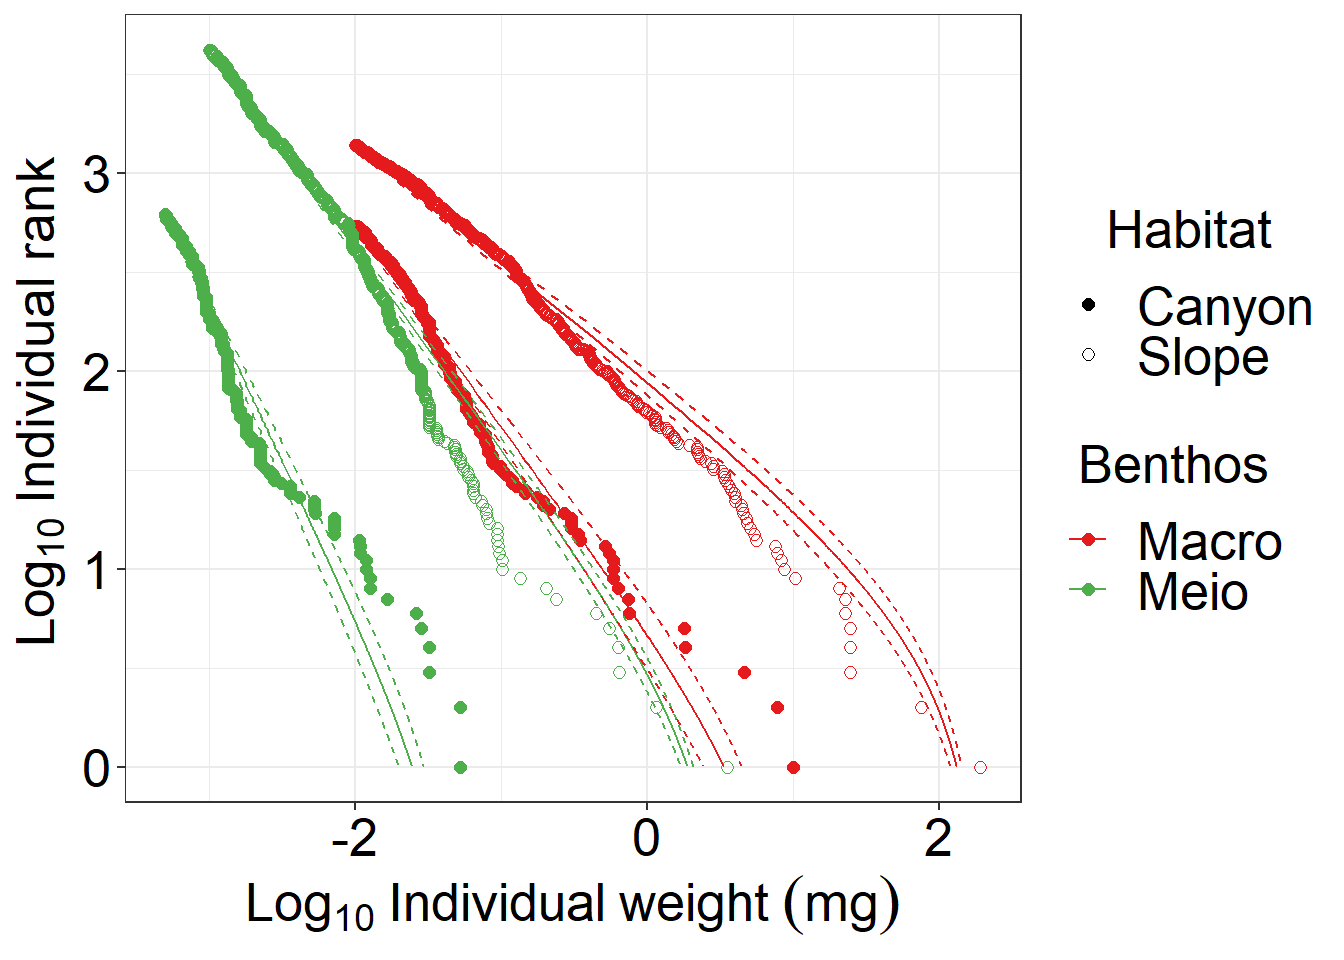 Log10 Individual rank
3
2
1
0
-2
0
2
Log10 Individual weight (mg)
Habitat
Canyon
Slope
Benthos
Macro
Meio